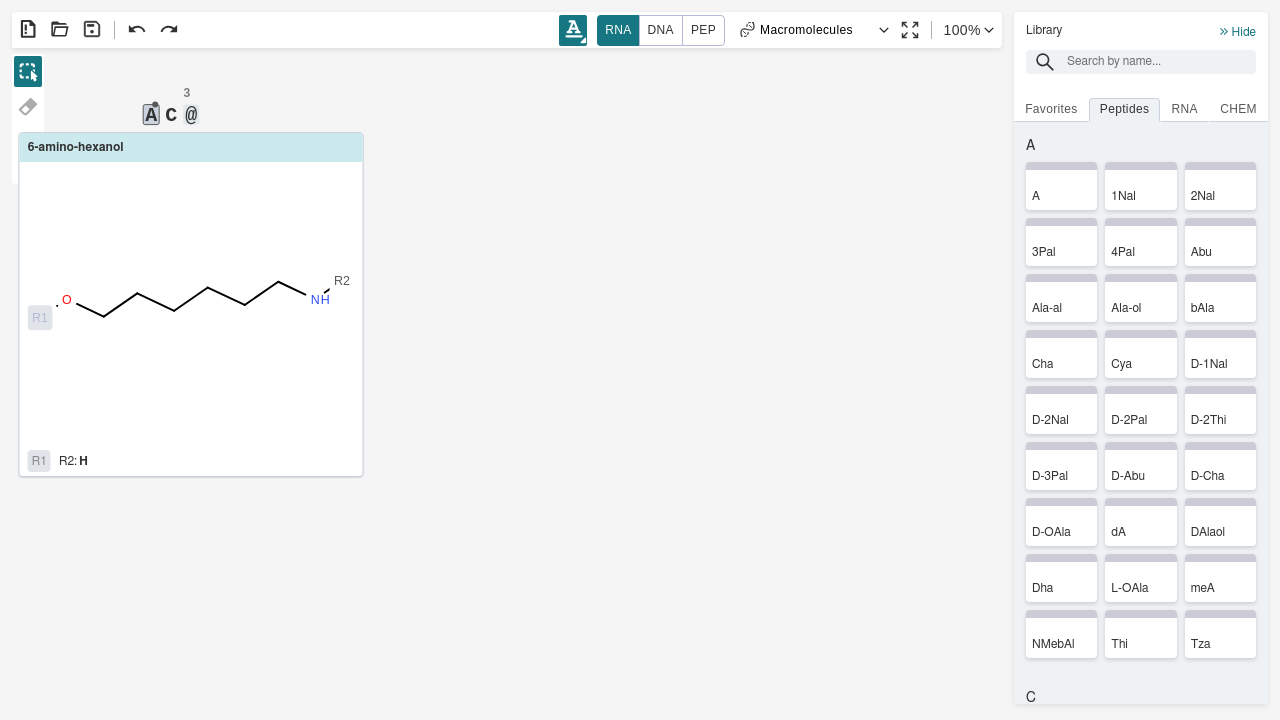 A RNA DNA PEP Macromolecules 100%
Library Hide
Search by name...
Favorites Peptides RNA CHEM
3
A C @
6-amino-hexanol
R1 O NH R2
R1 R2: H
A
A 1Nal 2Nal
3Pal 4Pal Abu
Ala-al Ala-ol bAla
Cha Cya D-1Nal
D-2Nal D-2Pal D-2Thi
D-3Pal D-Abu D-Cha
D-OAla dA DAlaol
Dha L-OAla meA
NMebAl Thi Tza
C